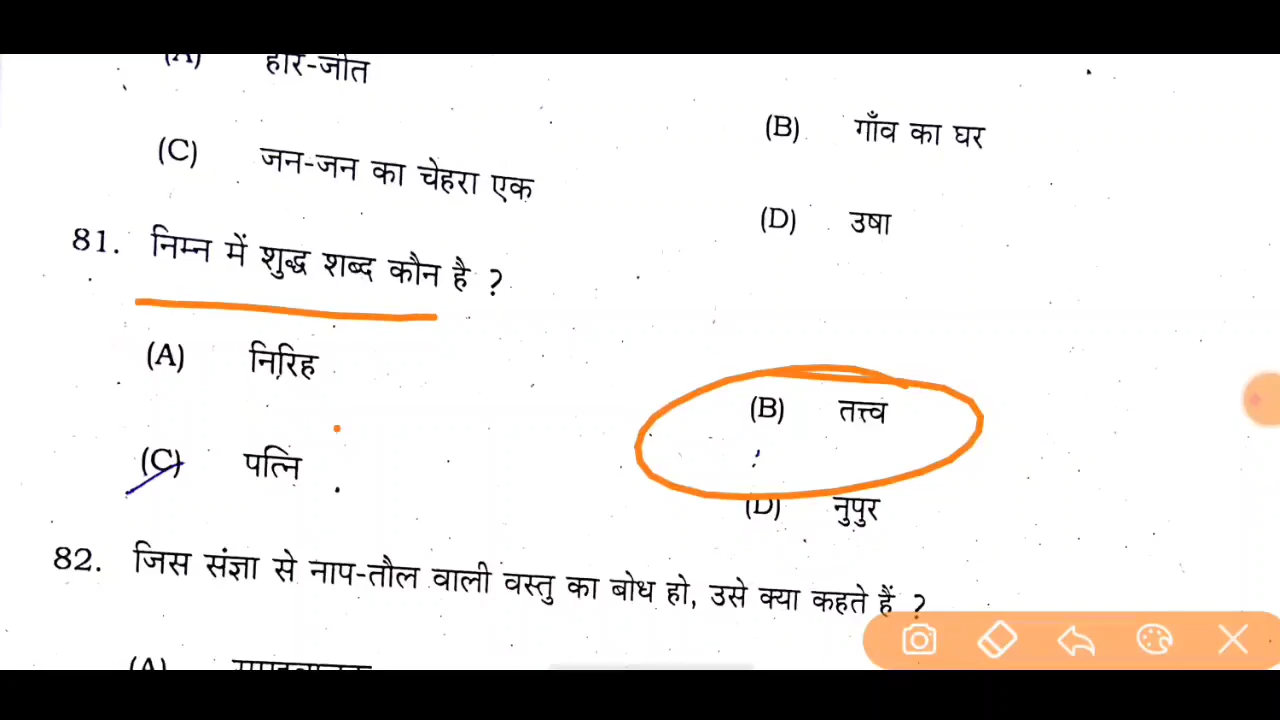 (A) हार-जीत
(B) गाँव का घर
(C) जन-जन का चेहरा एक
(D) उषा
81. निम्न में शुद्ध शब्द कौन है ?
(A) निरिह
(B) तत्त्व
(C) पत्नि
(D) नुपुर
82. जिस संज्ञा से नाप-तौल वाली वस्तु का बोध हो, उसे क्या कहते हैं ?
(A)